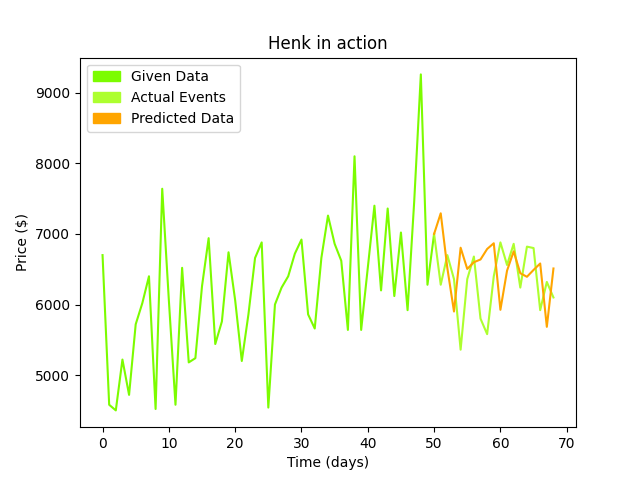 Henk in action
Given Data
Actual Events
Predicted Data
Price ($)
9000
8000
7000
6000
5000
0 10 20 30 40 50 60 70
Time (days)